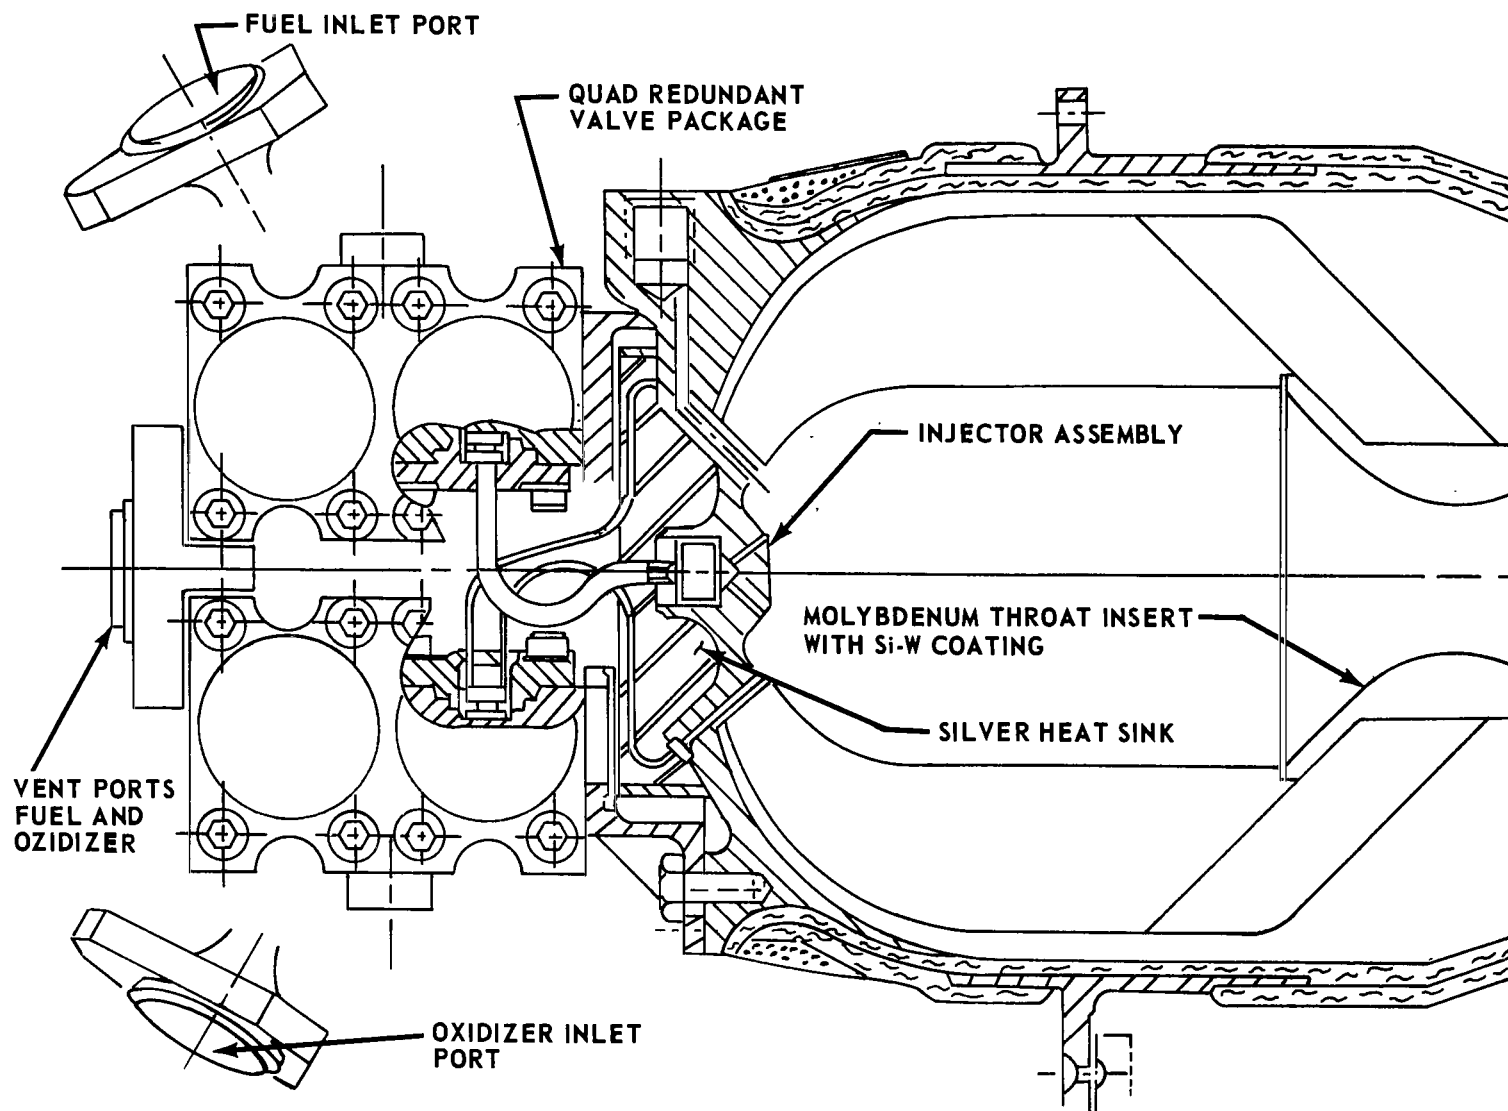 FUEL INLET PORT
QUAD REDUNDANT
VALVE PACKAGE
INJECTOR ASSEMBLY
MOLYBDENUM THROAT INSERT
WITH Si-W COATING
SILVER HEAT SINK
VENT PORTS
FUEL AND
OZIDIZER
OXIDIZER INLET
PORT